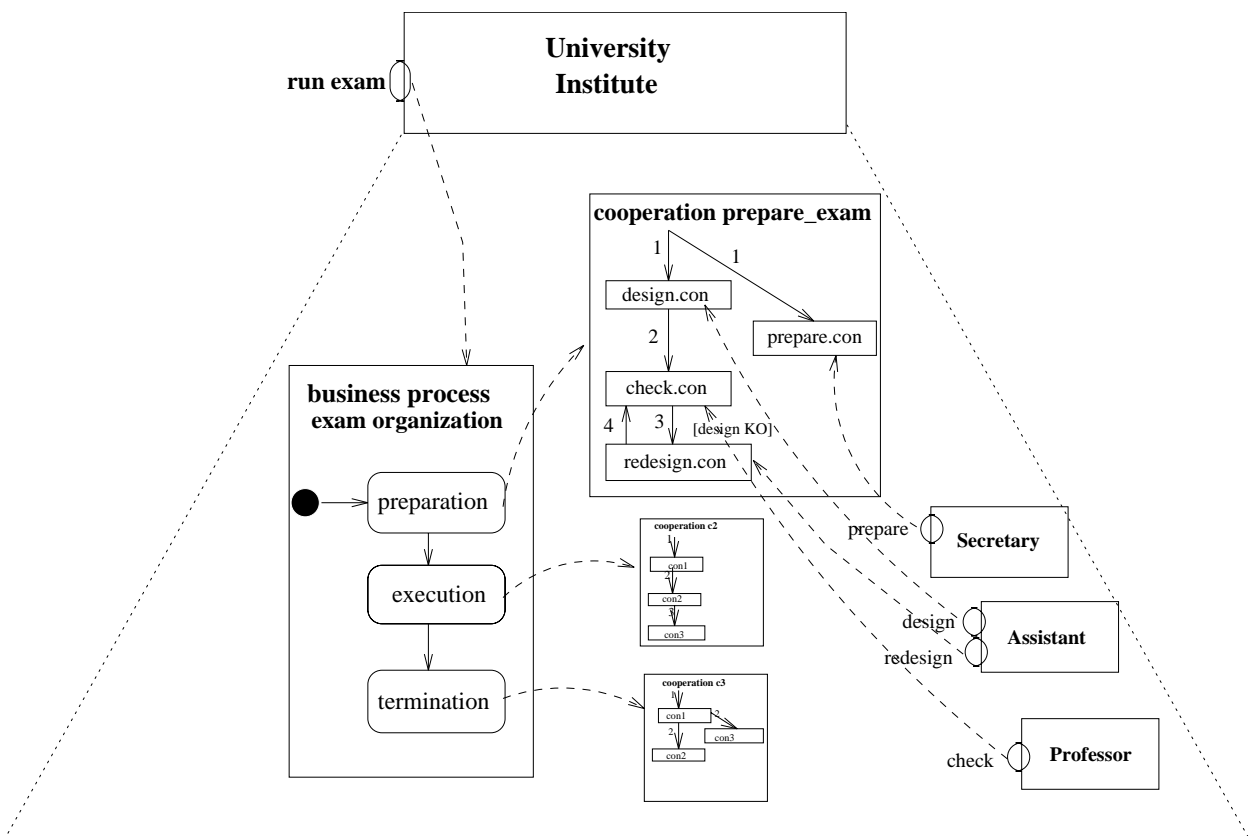 University
Institute
run exam
cooperation prepare_exam
1
1
design.con
prepare.con
2
check.con
4
3
[design KO]
redesign.con
business process
exam organization
preparation
execution
termination
cooperation c2
1
con1
2
con2
3
con3
cooperation c3
1
con1
2
con3
2
con2
prepare
Secretary
design
Assistant
redesign
Professor
check